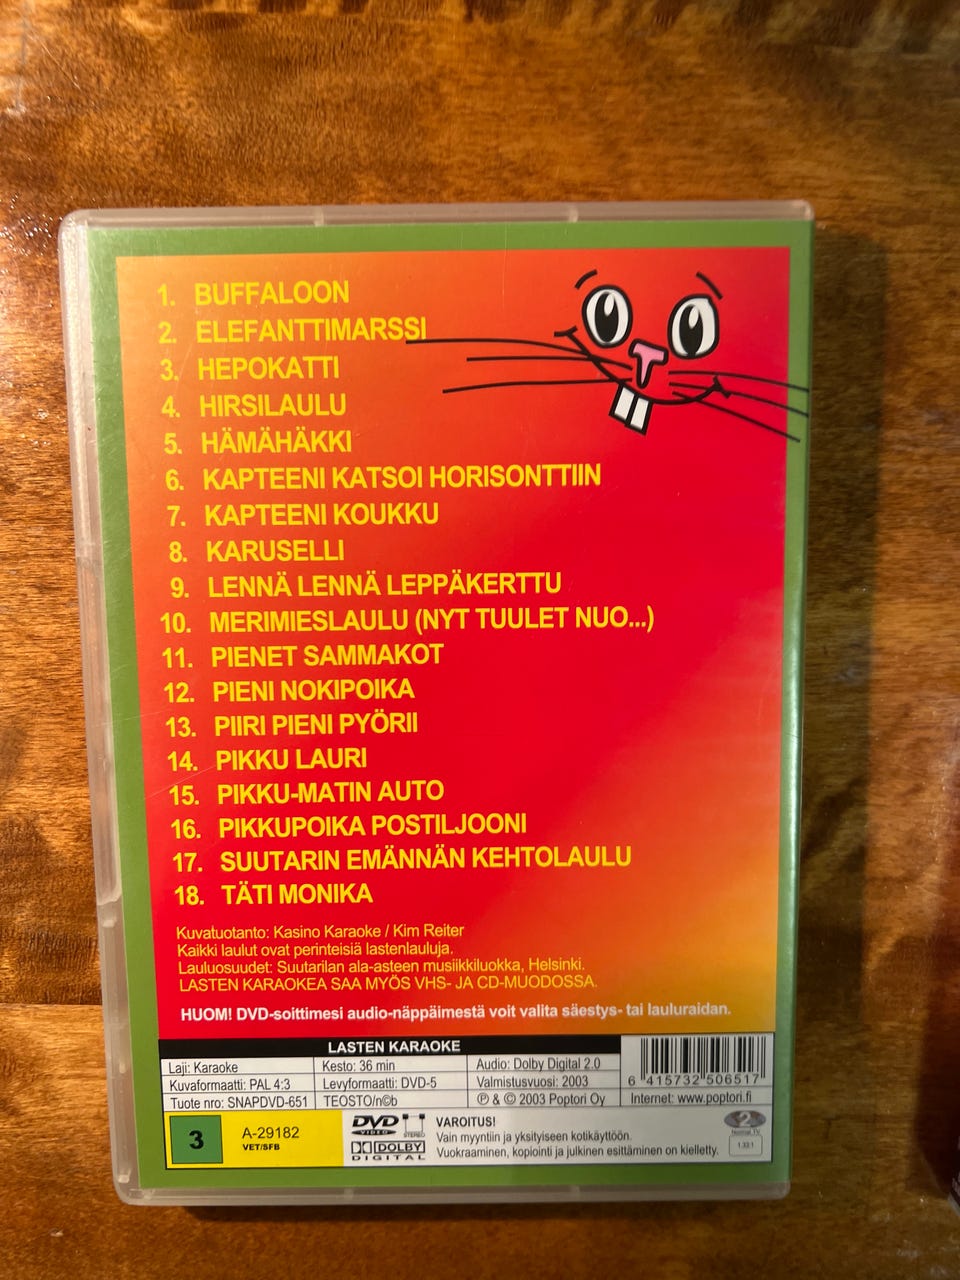 1. BUFFALOON
2. ELEFANTTIMARSSI
3. HEPOKATTI
4. HIRSILAULU
5. HÄMÄHÄKKI
6. KAPTEENI KATSOI HORISONTTIIN
7. KAPTEENI KOUKKU
8. KARUSELLI
9. LENNÄ LENNÄ LEPPÄKERTTU
10. MERIMIESLAULU (NYT TUULET NUO...)
11. PIENET SAMMAKOT
12. PIENI NOKIPOIKA
13. PIIRI PIENI PYÖRII
14. PIKKU LAURI
15. PIKKU-MATIN AUTO
16. PIKKUPOIKA POSTILJOONI
17. SUUTARIN EMÄNNÄN KEHTOLAULU
18. TÄTI MONIKA
Kuvatuotanto: Kasino Karaoke / Kim Reiter
Kaikki laulut ovat perinteisiä lastenlauluja.
Lauluosuudet: Suutarilan ala-asteen musiikkiluokka, Helsinki.
LASTEN KARAOKEA SAA MYÖS VHS- JA CD-MUODOSSA.
HUOM! DVD-soittimesi audio-näppäimestä voit valita säestys- tai lauluraidan.
LASTEN KARAOKE
Laji: Karaoke Kesto: 36 min Audio: Dolby Digital 2.0
Kuvaformaatti: PAL 4:3 Levyformaatti: DVD-5 Valmistusvuosi: 2003
Tuote nro: SNAPDVD-651 TEOSTO/n©b ℗ & © 2003 Poptori Oy
6 415732 506517
Internet: www.poptori.fi
3 A-29182
VET/SFB
DVD VIDEO STEREO
DOLBY DIGITAL
VAROITUS!
Vain myyntiin ja yksityiseen kotikäyttöön.
Vuokraaminen, kopiointi ja julkinen esittäminen on kielletty.
2
Normal TV
1.33:1